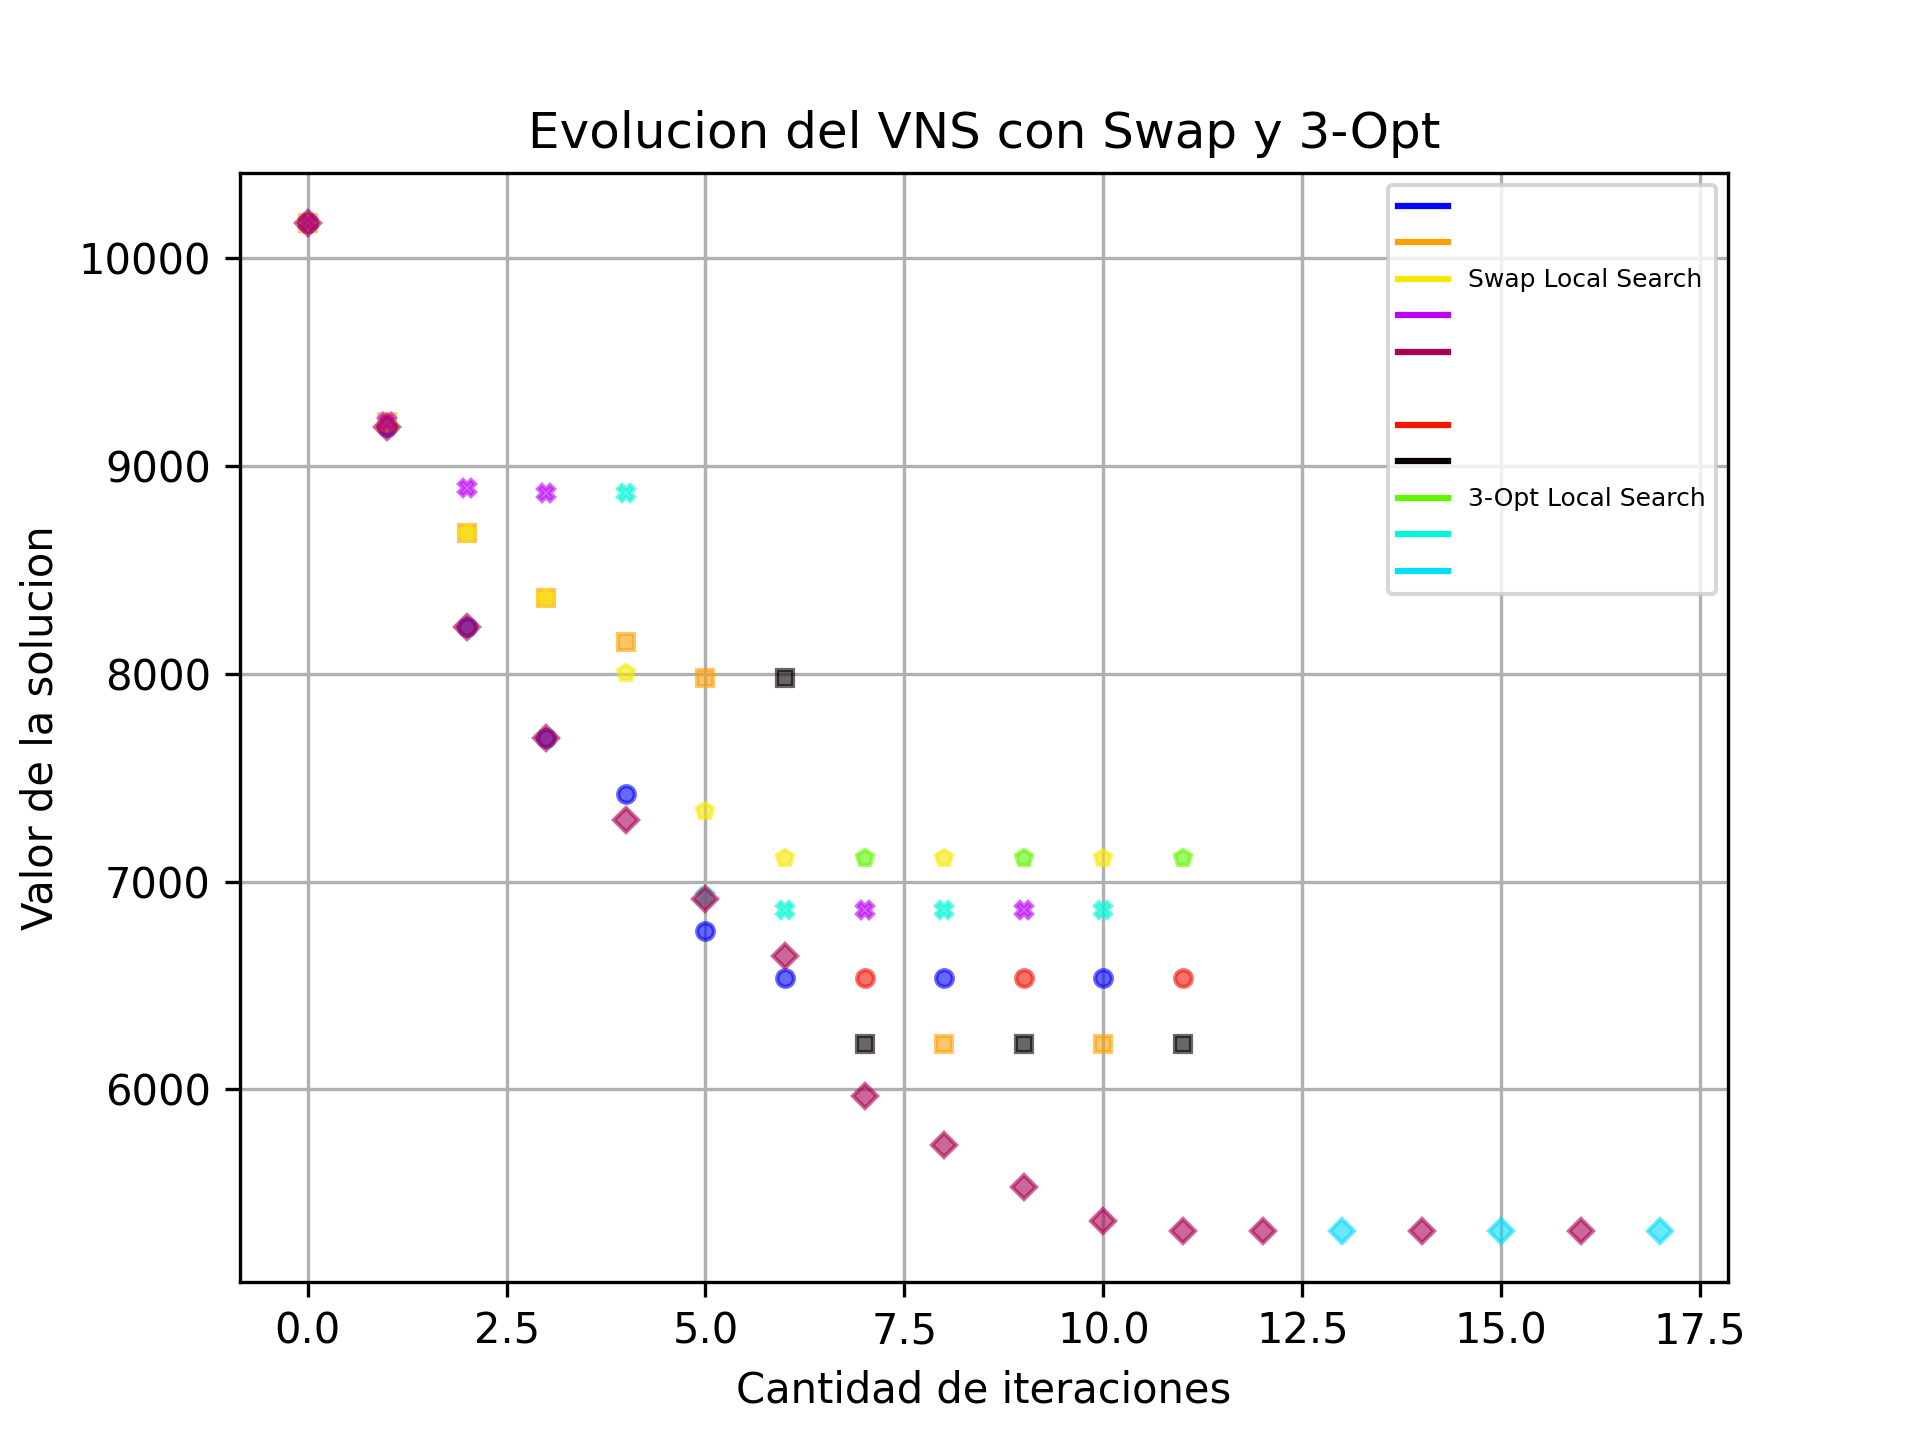 Evolucion del VNS con Swap y 3-Opt
10000
9000
8000
7000
6000
Valor de la solucion
Swap Local Search
3-Opt Local Search
0.0 2.5 5.0 7.5 10.0 12.5 15.0 17.5
Cantidad de iteraciones